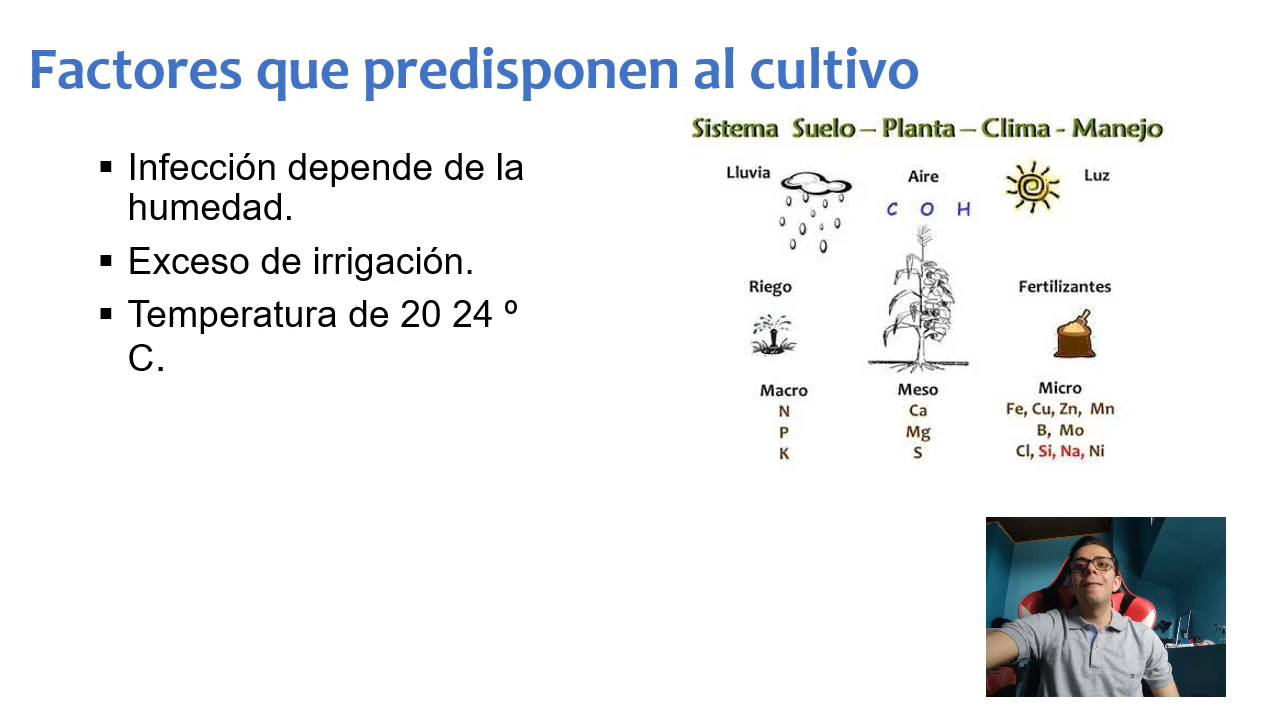 Factores que predisponen al cultivo
▪ Infección depende de la
humedad.
▪ Exceso de irrigación.
▪ Temperatura de 20 24 º
C.
Sistema Suelo – Planta – Clima - Manejo
Lluvia
Aire
Luz
C O H
Riego
Fertilizantes
Macro Meso Micro
N Ca Fe, Cu, Zn, Mn
P Mg B, Mo
K S Cl, Si, Na, Ni